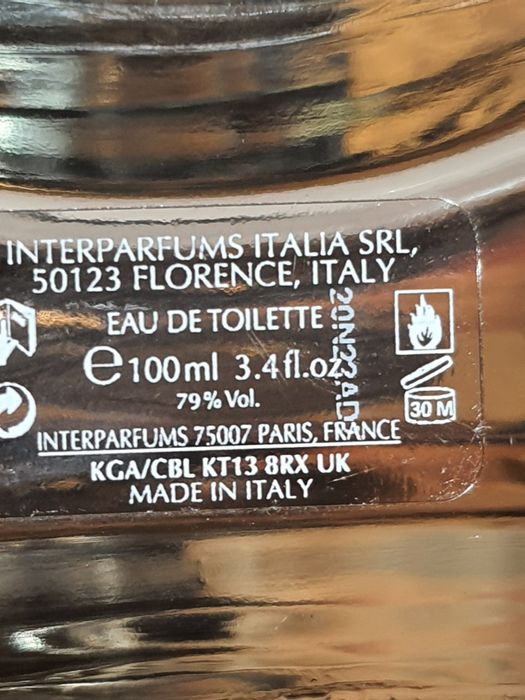 INTERPARFUMS ITALIA SRL,
50123 FLORENCE, ITALY
EAU DE TOILETTE
℮ 100ml 3.4fl.oz
79% Vol.
INTERPARFUMS 75007 PARIS, FRANCE
KGA/CBL KT13 8RX UK
MADE IN ITALY
30 M